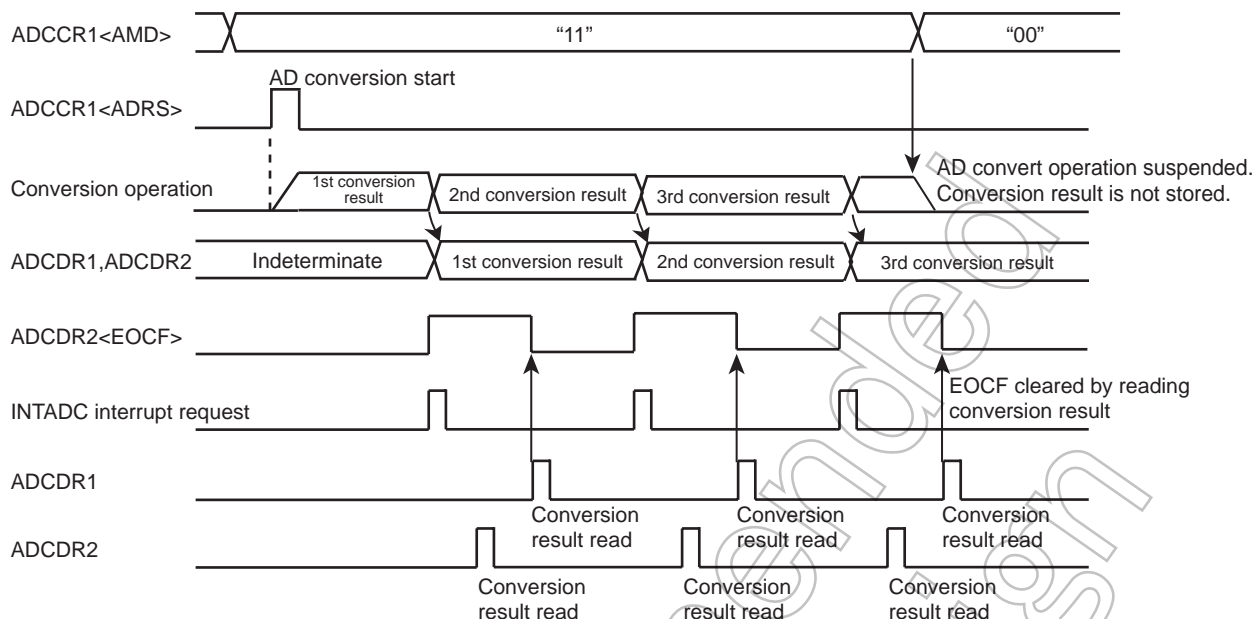 ADCCR1<AMD>
“11”
“00”
AD conversion start
ADCCR1<ADRS>
Conversion operation
1st conversion
result
2nd conversion result
3rd conversion result
AD convert operation suspended.
Conversion result is not stored.
ADCDR1,ADCDR2
Indeterminate
1st conversion result
2nd conversion result
3rd conversion result
ADCDR2<EOCF>
EOCF cleared by reading
conversion result
INTADC interrupt request
ADCDR1
Conversion
result read
Conversion
result read
Conversion
result read
ADCDR2
Conversion
result read
Conversion
result read
Conversion
result read